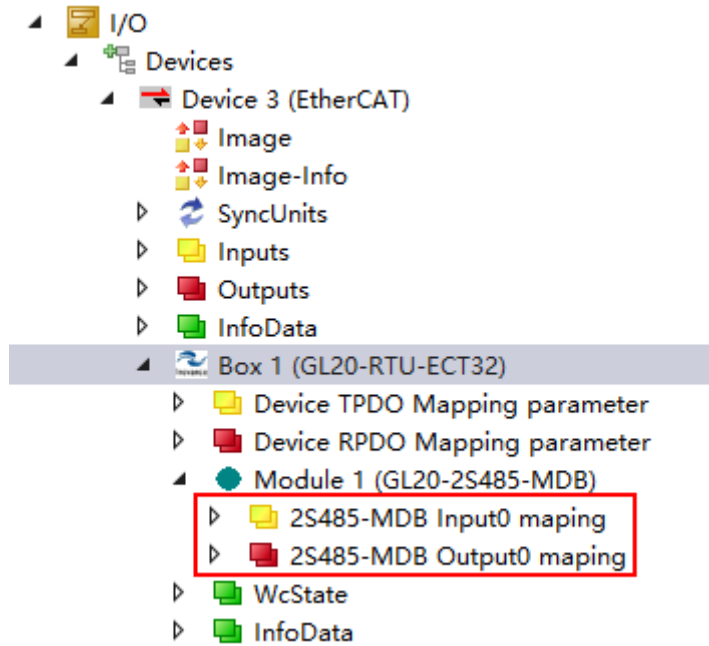 I/O
Devices
Device 3 (EtherCAT)
Image
Image-Info
SyncUnits
Inputs
Outputs
InfoData
Box 1 (GL20-RTU-ECT32)
Device TPDO Mapping parameter
Device RPDO Mapping parameter
Module 1 (GL20-2S485-MDB)
2S485-MDB Input0 maping
2S485-MDB Output0 maping
WcState
InfoData